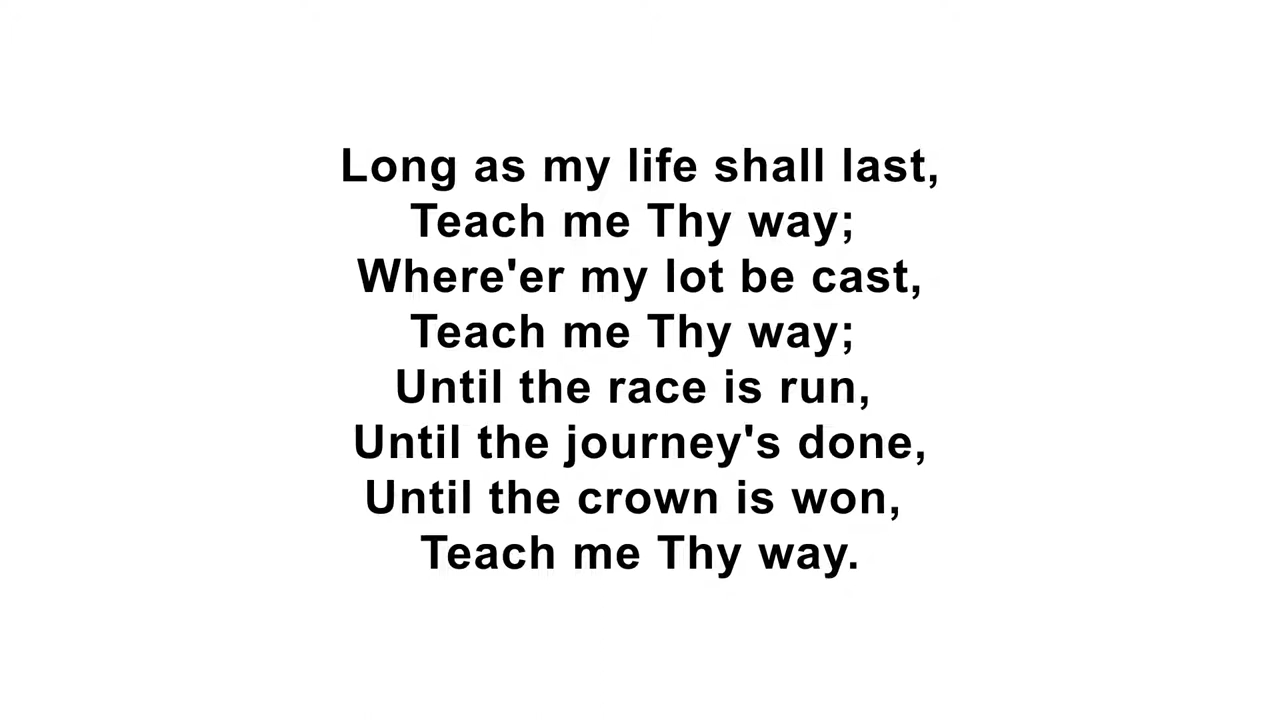 Long as my life shall last,
Teach me Thy way;
Where'er my lot be cast,
Teach me Thy way;
Until the race is run,
Until the journey's done,
Until the crown is won,
Teach me Thy way.